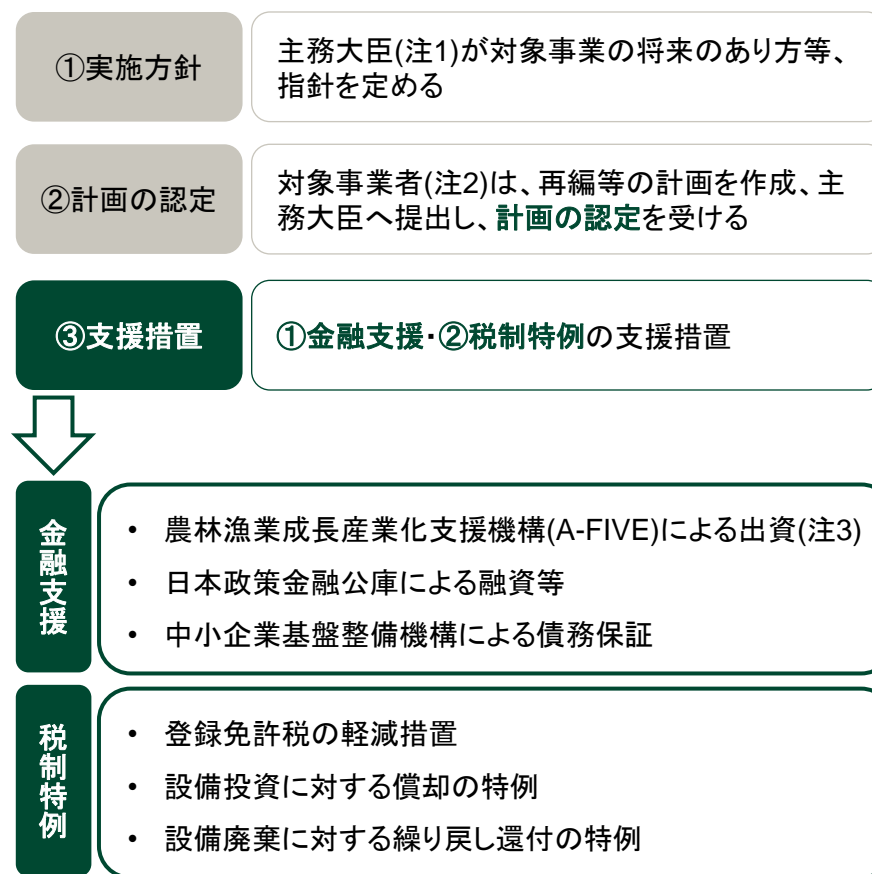 ①実施方針
主務大臣(注1)が対象事業の将来のあり方等、
指針を定める
②計画の認定
対象事業者(注2)は、再編等の計画を作成、主
務大臣へ提出し、計画の認定を受ける
③支援措置
①金融支援・②税制特例の支援措置
金融支援
• 農林漁業成長産業化支援機構(A-FIVE)による出資(注3)
• 日本政策金融公庫による融資等
• 中小企業基盤整備機構による債務保証
税制特例
• 登録免許税の軽減措置
• 設備投資に対する償却の特例
• 設備廃棄に対する繰り戻し還付の特例